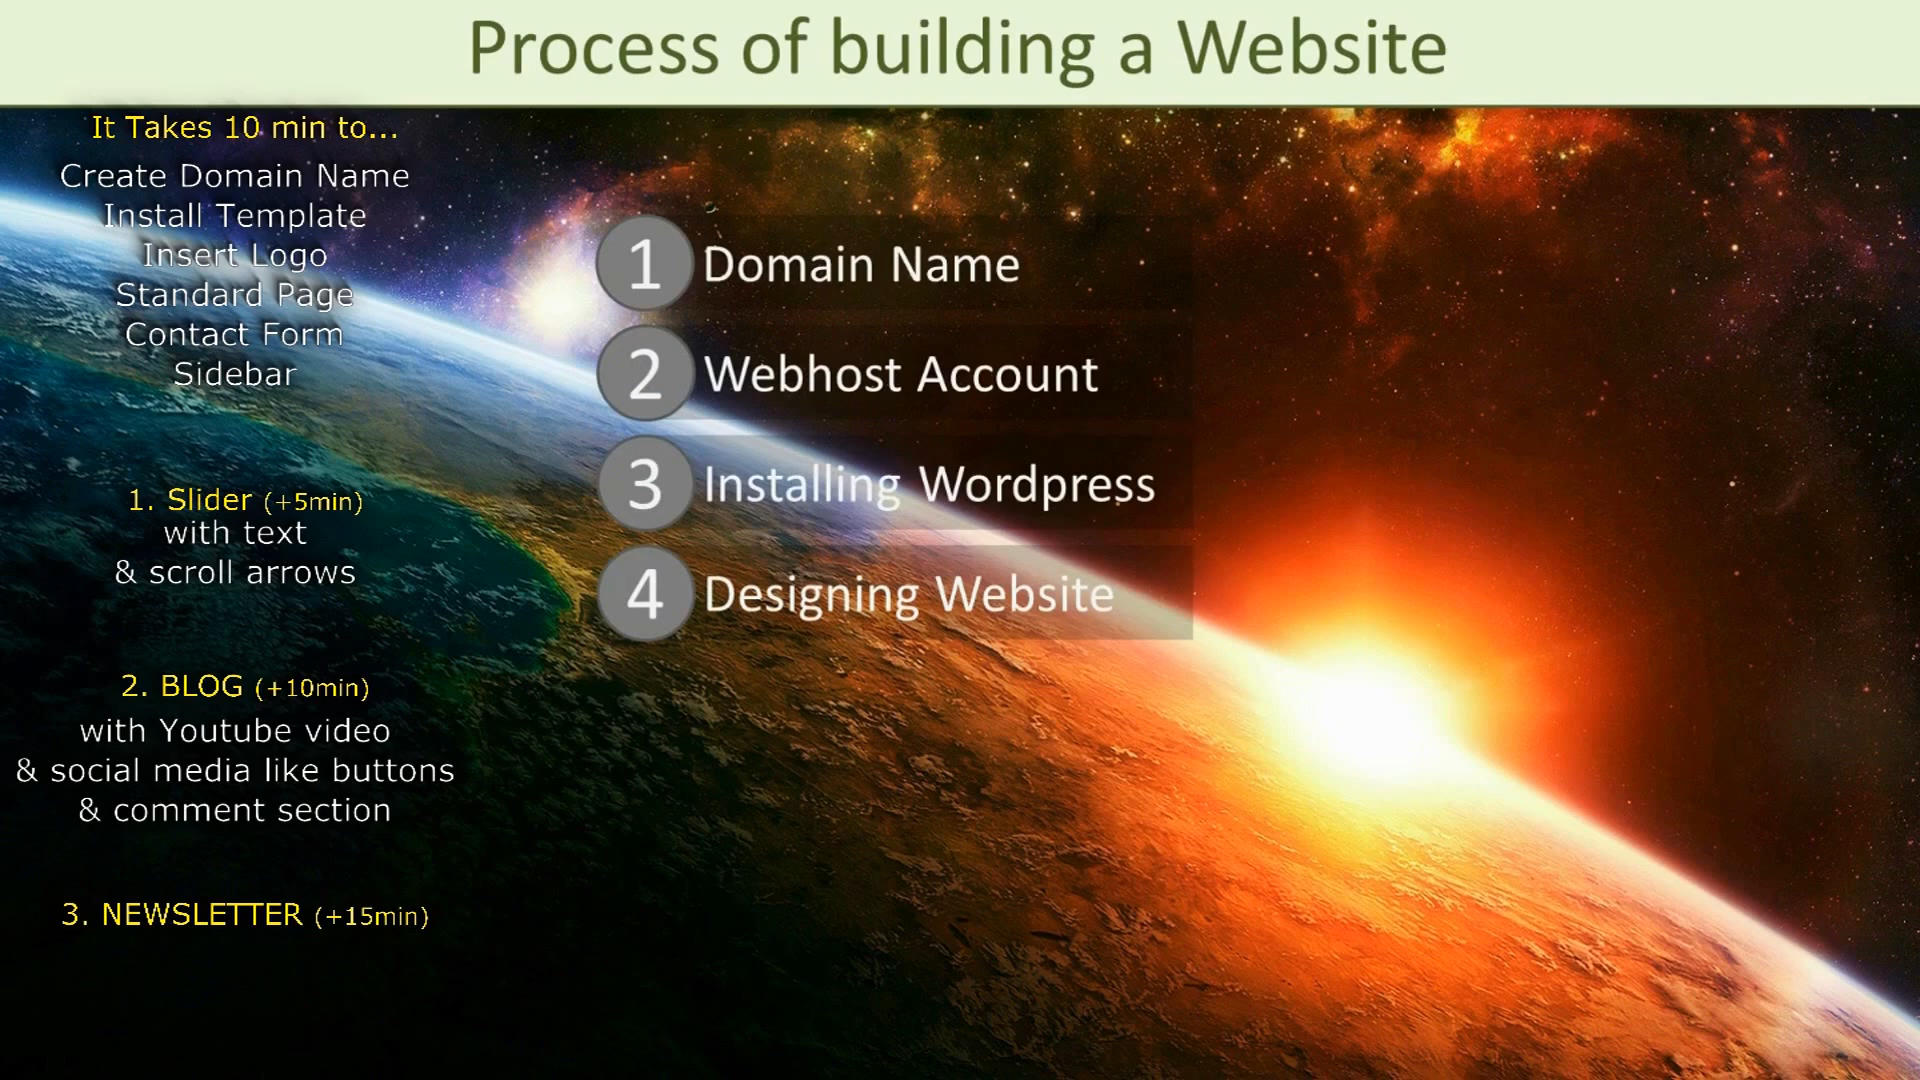 Process of building a Website
It Takes 10 min to...
Create Domain Name
Install Template
Insert Logo
Standard Page
Contact Form
Sidebar
1. Slider (+5min)
with text
& scroll arrows
2. BLOG (+10min)
with Youtube video
& social media like buttons
& comment section
3. NEWSLETTER (+15min)
1 Domain Name
2 Webhost Account
3 Installing Wordpress
4 Designing Website